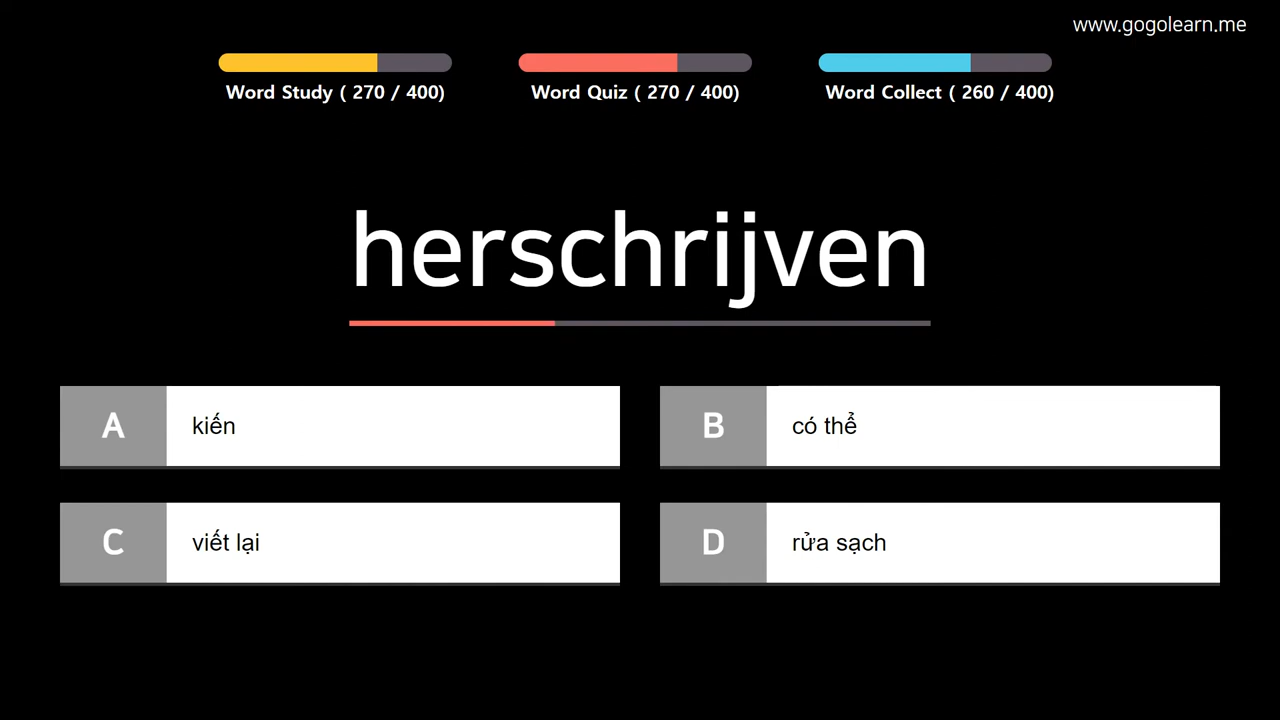 www.gogolearn.me
Word Study ( 270 / 400)
Word Quiz ( 270 / 400)
Word Collect ( 260 / 400)
herschrijven
A kiến
B có thể
C viết lại
D rửa sạch